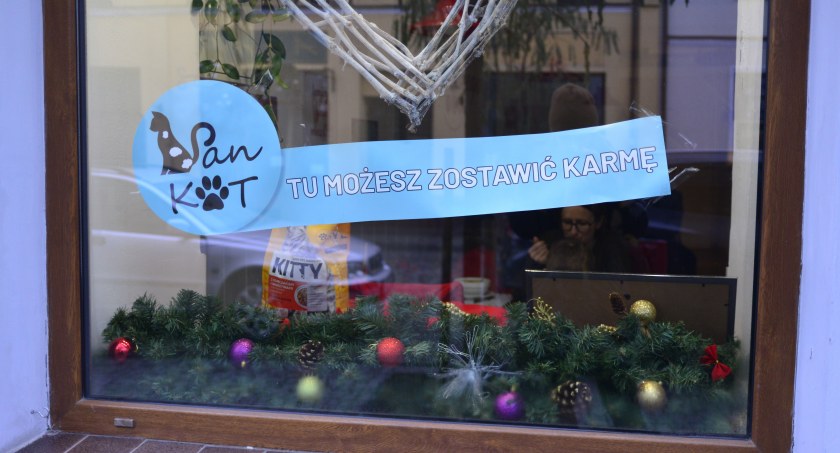 Pan
KOT
TU MOŻESZ ZOSTAWIĆ KARMĘ
KITTY